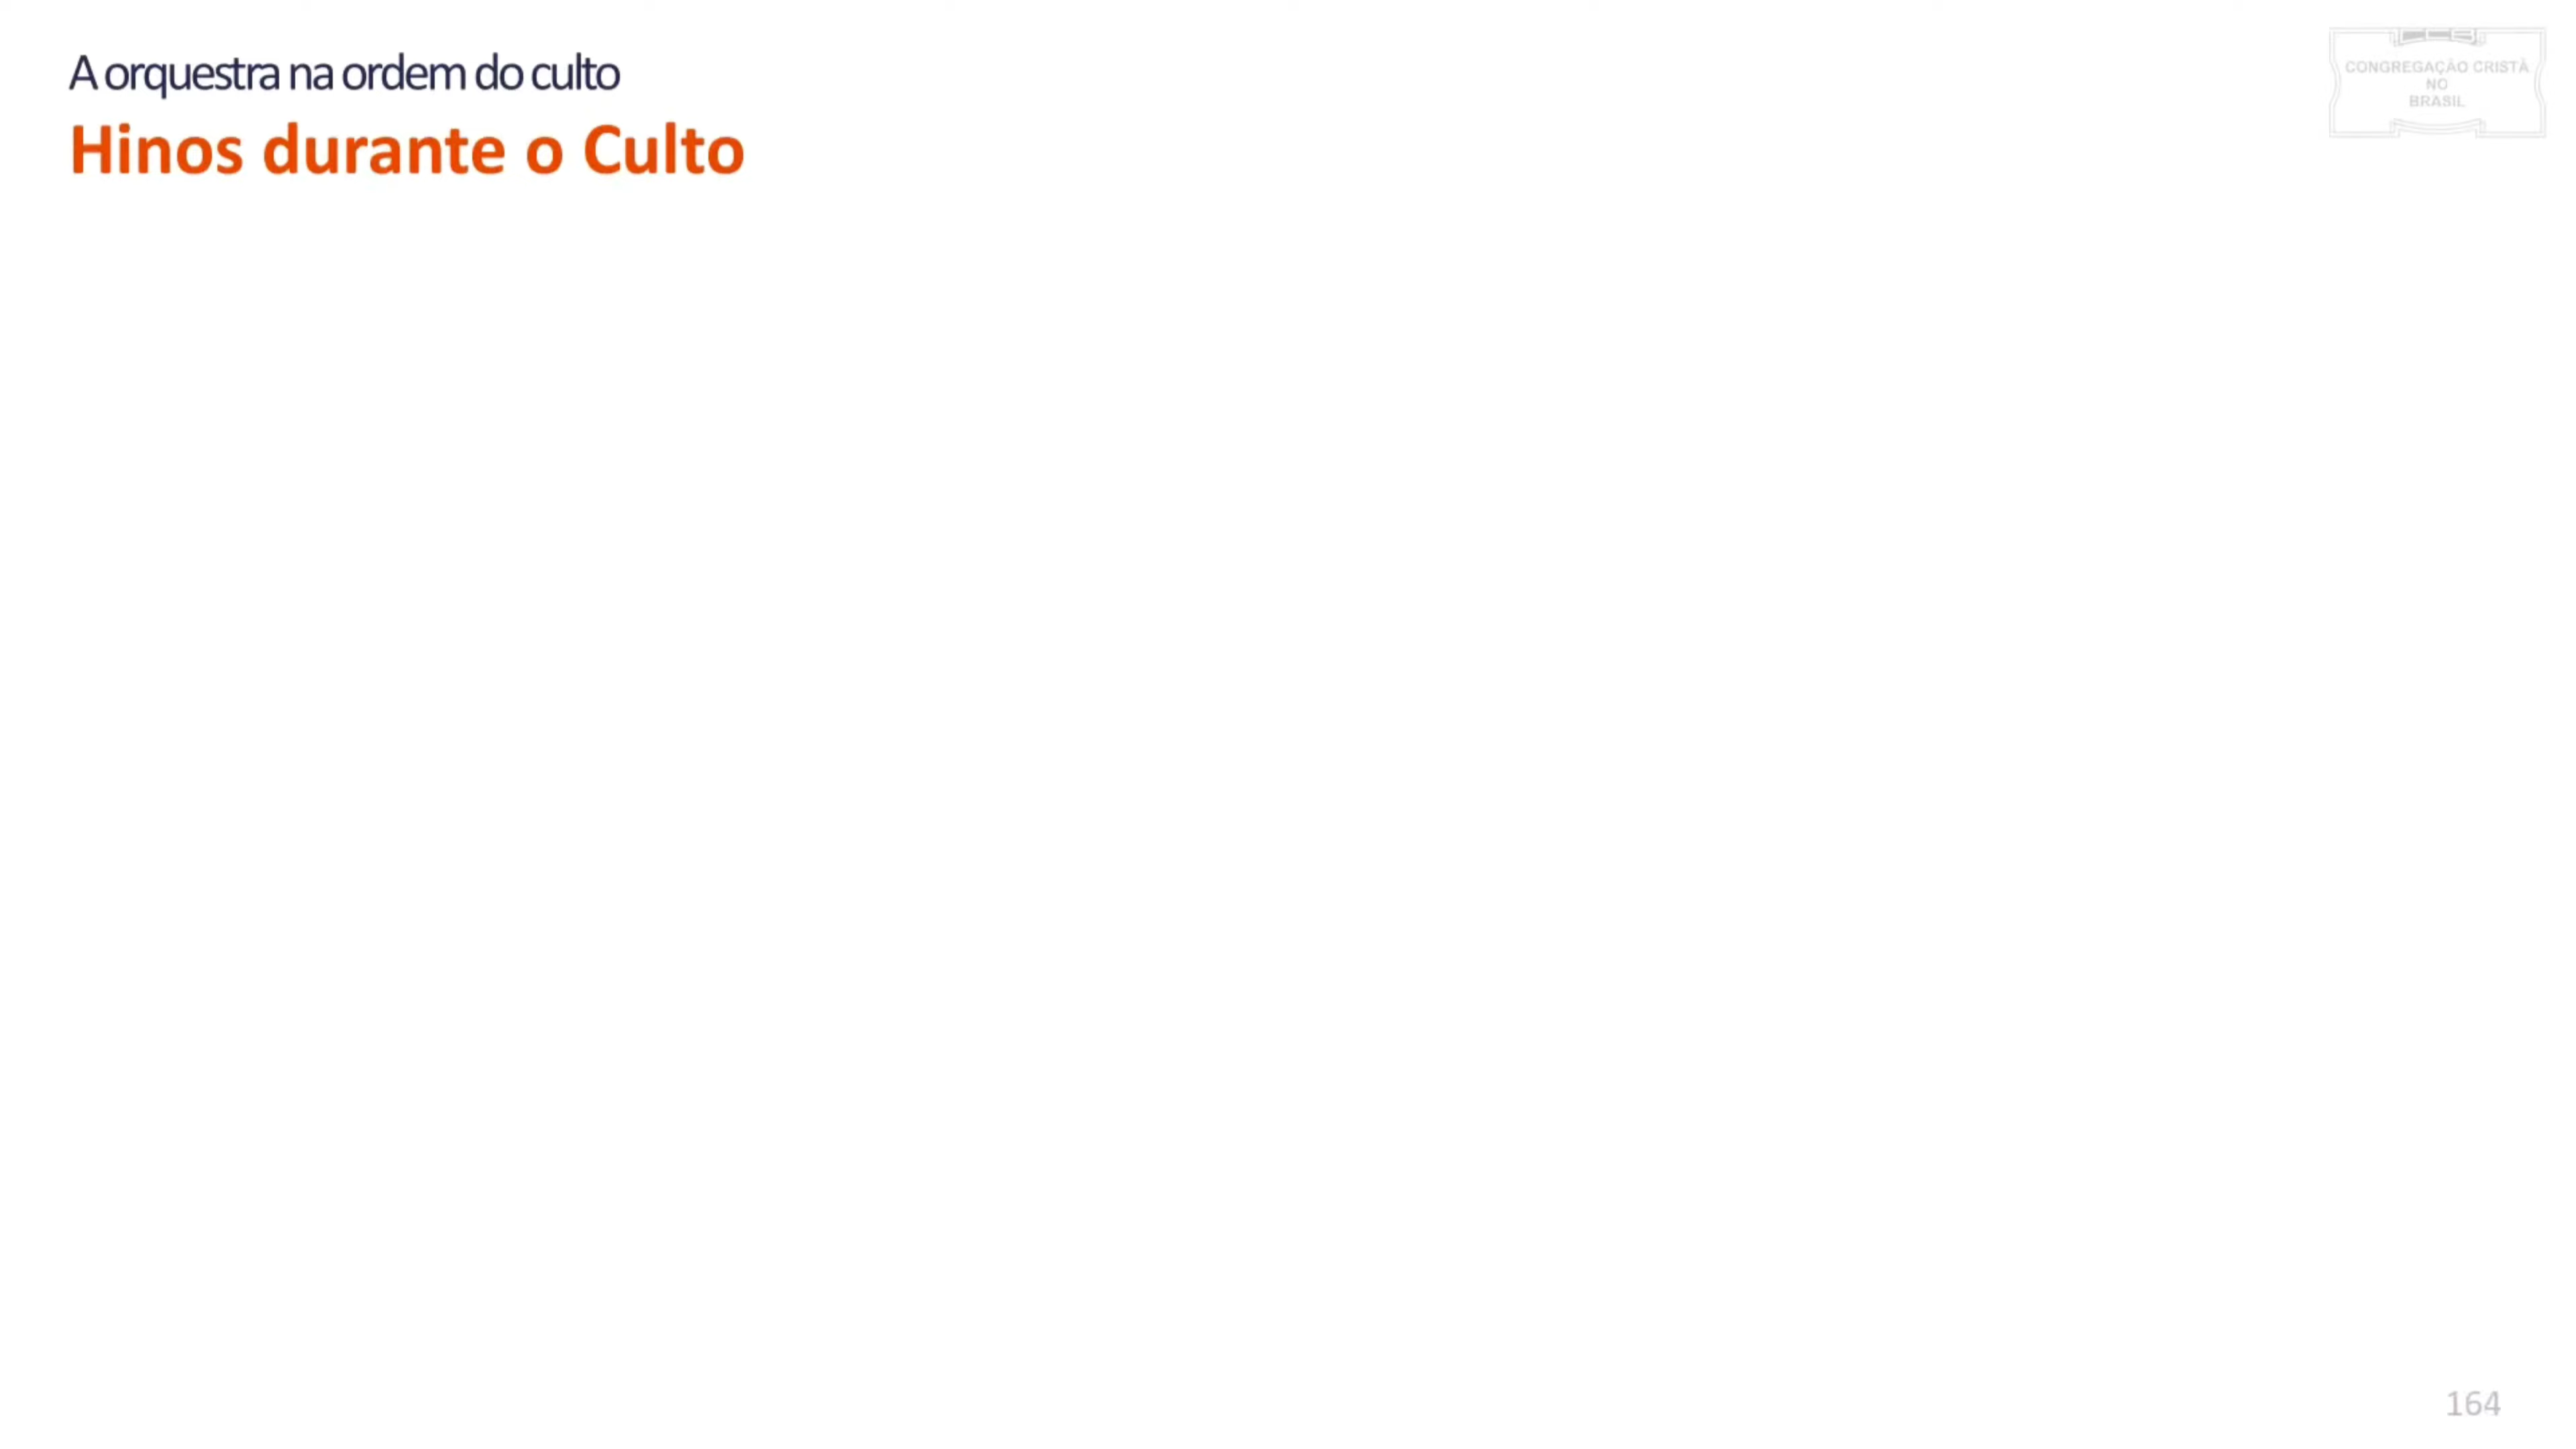 A orquestra na ordem do culto
Hinos durante o Culto
CONGREGAÇÃO CRISTÃ
NO
BRASIL
164